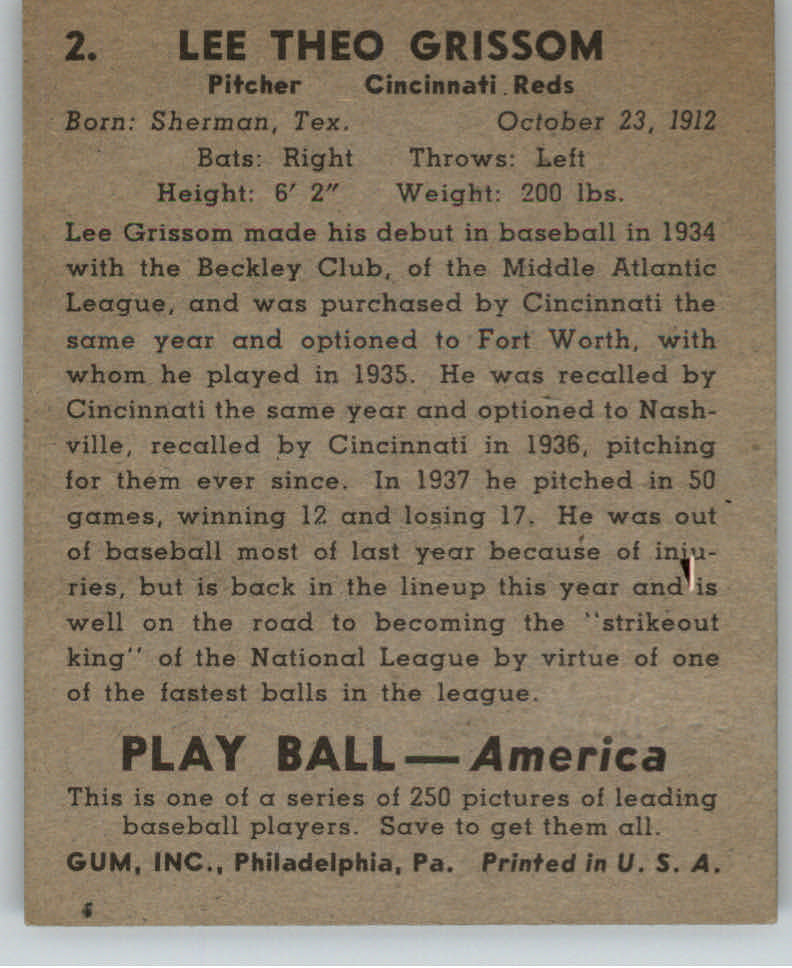 2. LEE THEO GRISSOM
Pitcher Cincinnati Reds
Born: Sherman, Tex. October 23, 1912
Bats: Right Throws: Left
Height: 6′ 2″ Weight: 200 lbs.
Lee Grissom made his debut in baseball in 1934
with the Beckley Club, of the Middle Atlantic
League, and was purchased by Cincinnati the
same year and optioned to Fort Worth, with
whom he played in 1935. He was recalled by
Cincinnati the same year and optioned to Nash-
ville, recalled by Cincinnati in 1936, pitching
for them ever since. In 1937 he pitched in 50
games, winning 12 and losing 17. He was out
of baseball most of last year because of inju-
ries, but is back in the lineup this year and is
well on the road to becoming the "strikeout
king" of the National League by virtue of one
of the fastest balls in the league.
PLAY BALL—America
This is one of a series of 250 pictures of leading
baseball players. Save to get them all.
GUM, INC., Philadelphia, Pa. Printed in U. S. A.